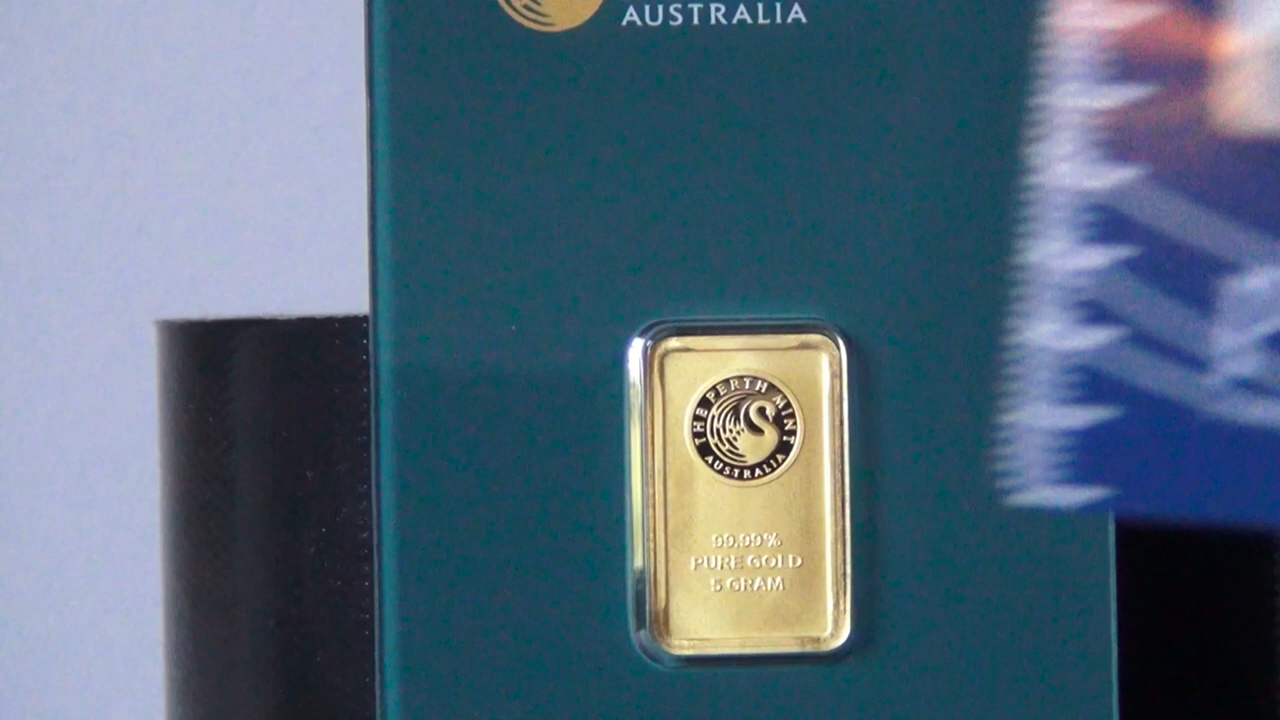 AUSTRALIA
THE PERTH MINT
AUSTRALIA
99.99%
PURE GOLD
5 GRAM